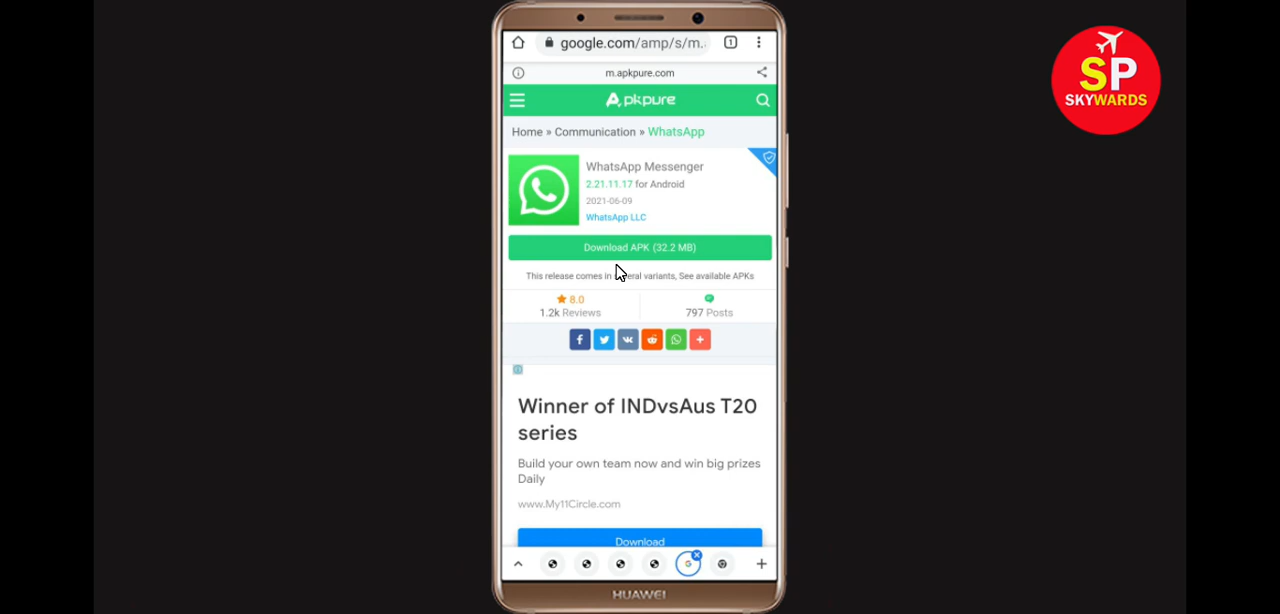 google.com/amp/s/m.
1
m.apkpure.com
Apkpure
Home » Communication » WhatsApp
WhatsApp Messenger
2.21.11.17 for Android
2021-06-09
WhatsApp LLC
Download APK (32.2 MB)
This release comes in eral variants, See available APKs
8.0
1.2k Reviews
797 Posts
Winner of INDvsAus T20
series
Build your own team now and win big prizes
Daily
www.My11Circle.com
Download
HUAWEI
SP
SKYWARDS